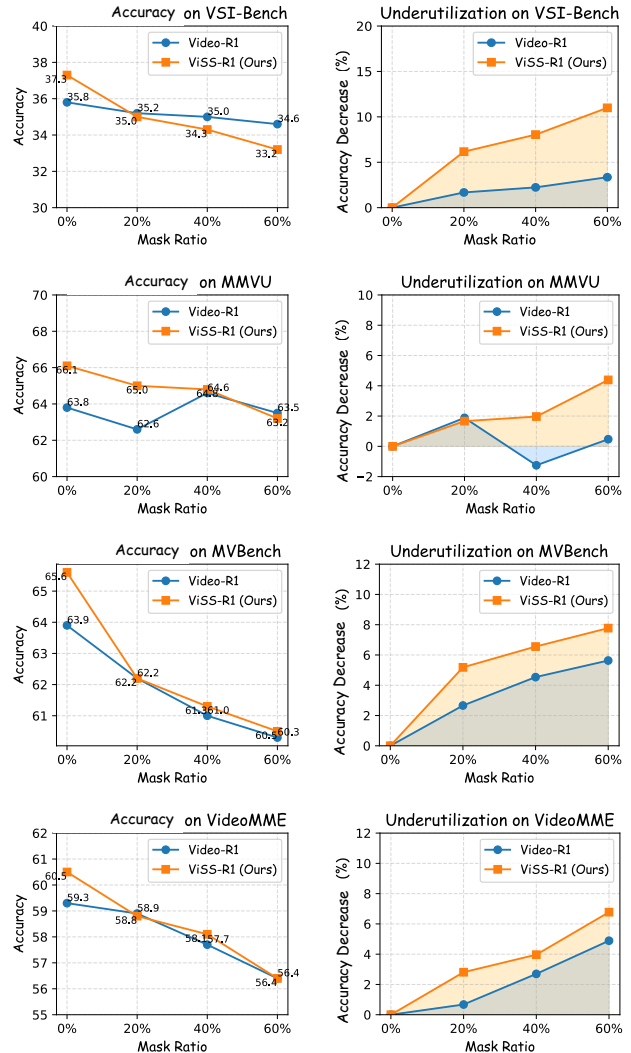 Accuracy on VSI-Bench
Accuracy
40
38
36
34
32
30
Video-R1
ViSS-R1 (Ours)
37.3
35.8
35.2
35.0
35.0
34.3
34.6
33.2
0%
20%
40%
60%
Mask Ratio
Underutilization on VSI-Bench
Accuracy Decrease (%)
20
15
10
5
0
Video-R1
ViSS-R1 (Ours)
0%
20%
40%
60%
Mask Ratio
Accuracy on MMVU
Accuracy
70
68
66
64
62
60
Video-R1
ViSS-R1 (Ours)
66.1
63.8
65.0
62.6
64.6
64.8
63.5
63.2
0%
20%
40%
60%
Mask Ratio
Underutilization on MMVU
Accuracy Decrease (%)
10
8
6
4
2
0
−2
Video-R1
ViSS-R1 (Ours)
0%
20%
40%
60%
Mask Ratio
Accuracy on MVBench
Accuracy
65
64
63
62
61
Video-R1
ViSS-R1 (Ours)
65.6
63.9
62.2
62.2
61.3
61.0
60.5
60.3
0%
20%
40%
60%
Mask Ratio
Underutilization on MVBench
Accuracy Decrease (%)
12
10
8
6
4
2
0
Video-R1
ViSS-R1 (Ours)
0%
20%
40%
60%
Mask Ratio
Accuracy on VideoMME
Accuracy
62
61
60
59
58
57
56
55
Video-R1
ViSS-R1 (Ours)
60.5
59.3
58.9
58.8
58.1
57.7
56.4
56.4
0%
20%
40%
60%
Mask Ratio
Underutilization on VideoMME
Accuracy Decrease (%)
12
10
8
6
4
2
0
Video-R1
ViSS-R1 (Ours)
0%
20%
40%
60%
Mask Ratio